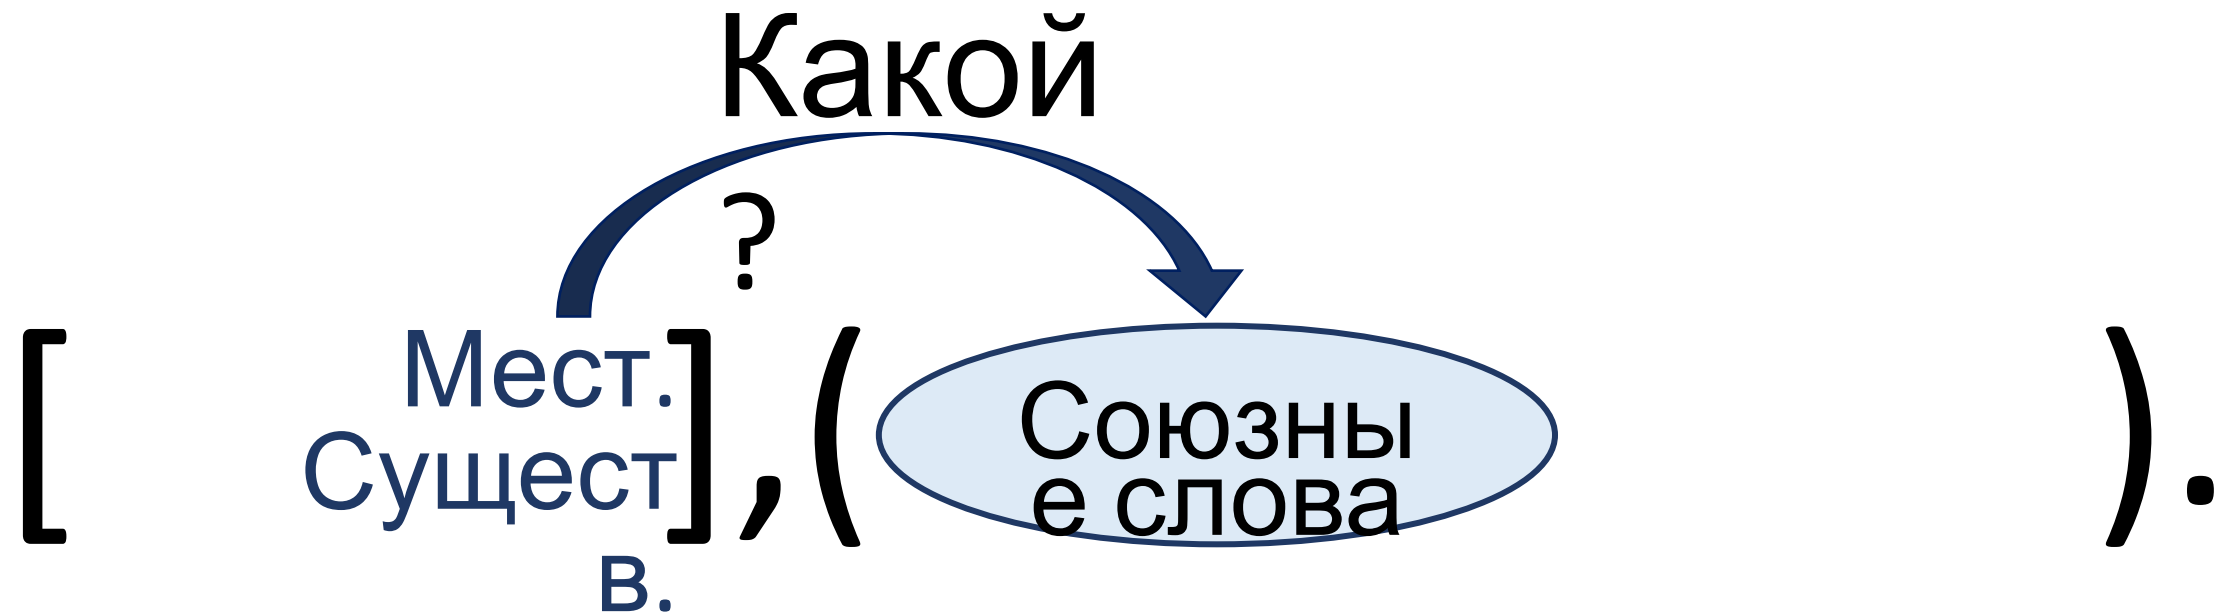 Какой
?
[ Мест. ] , ( Союзны ) .
Сущест е слова
в.